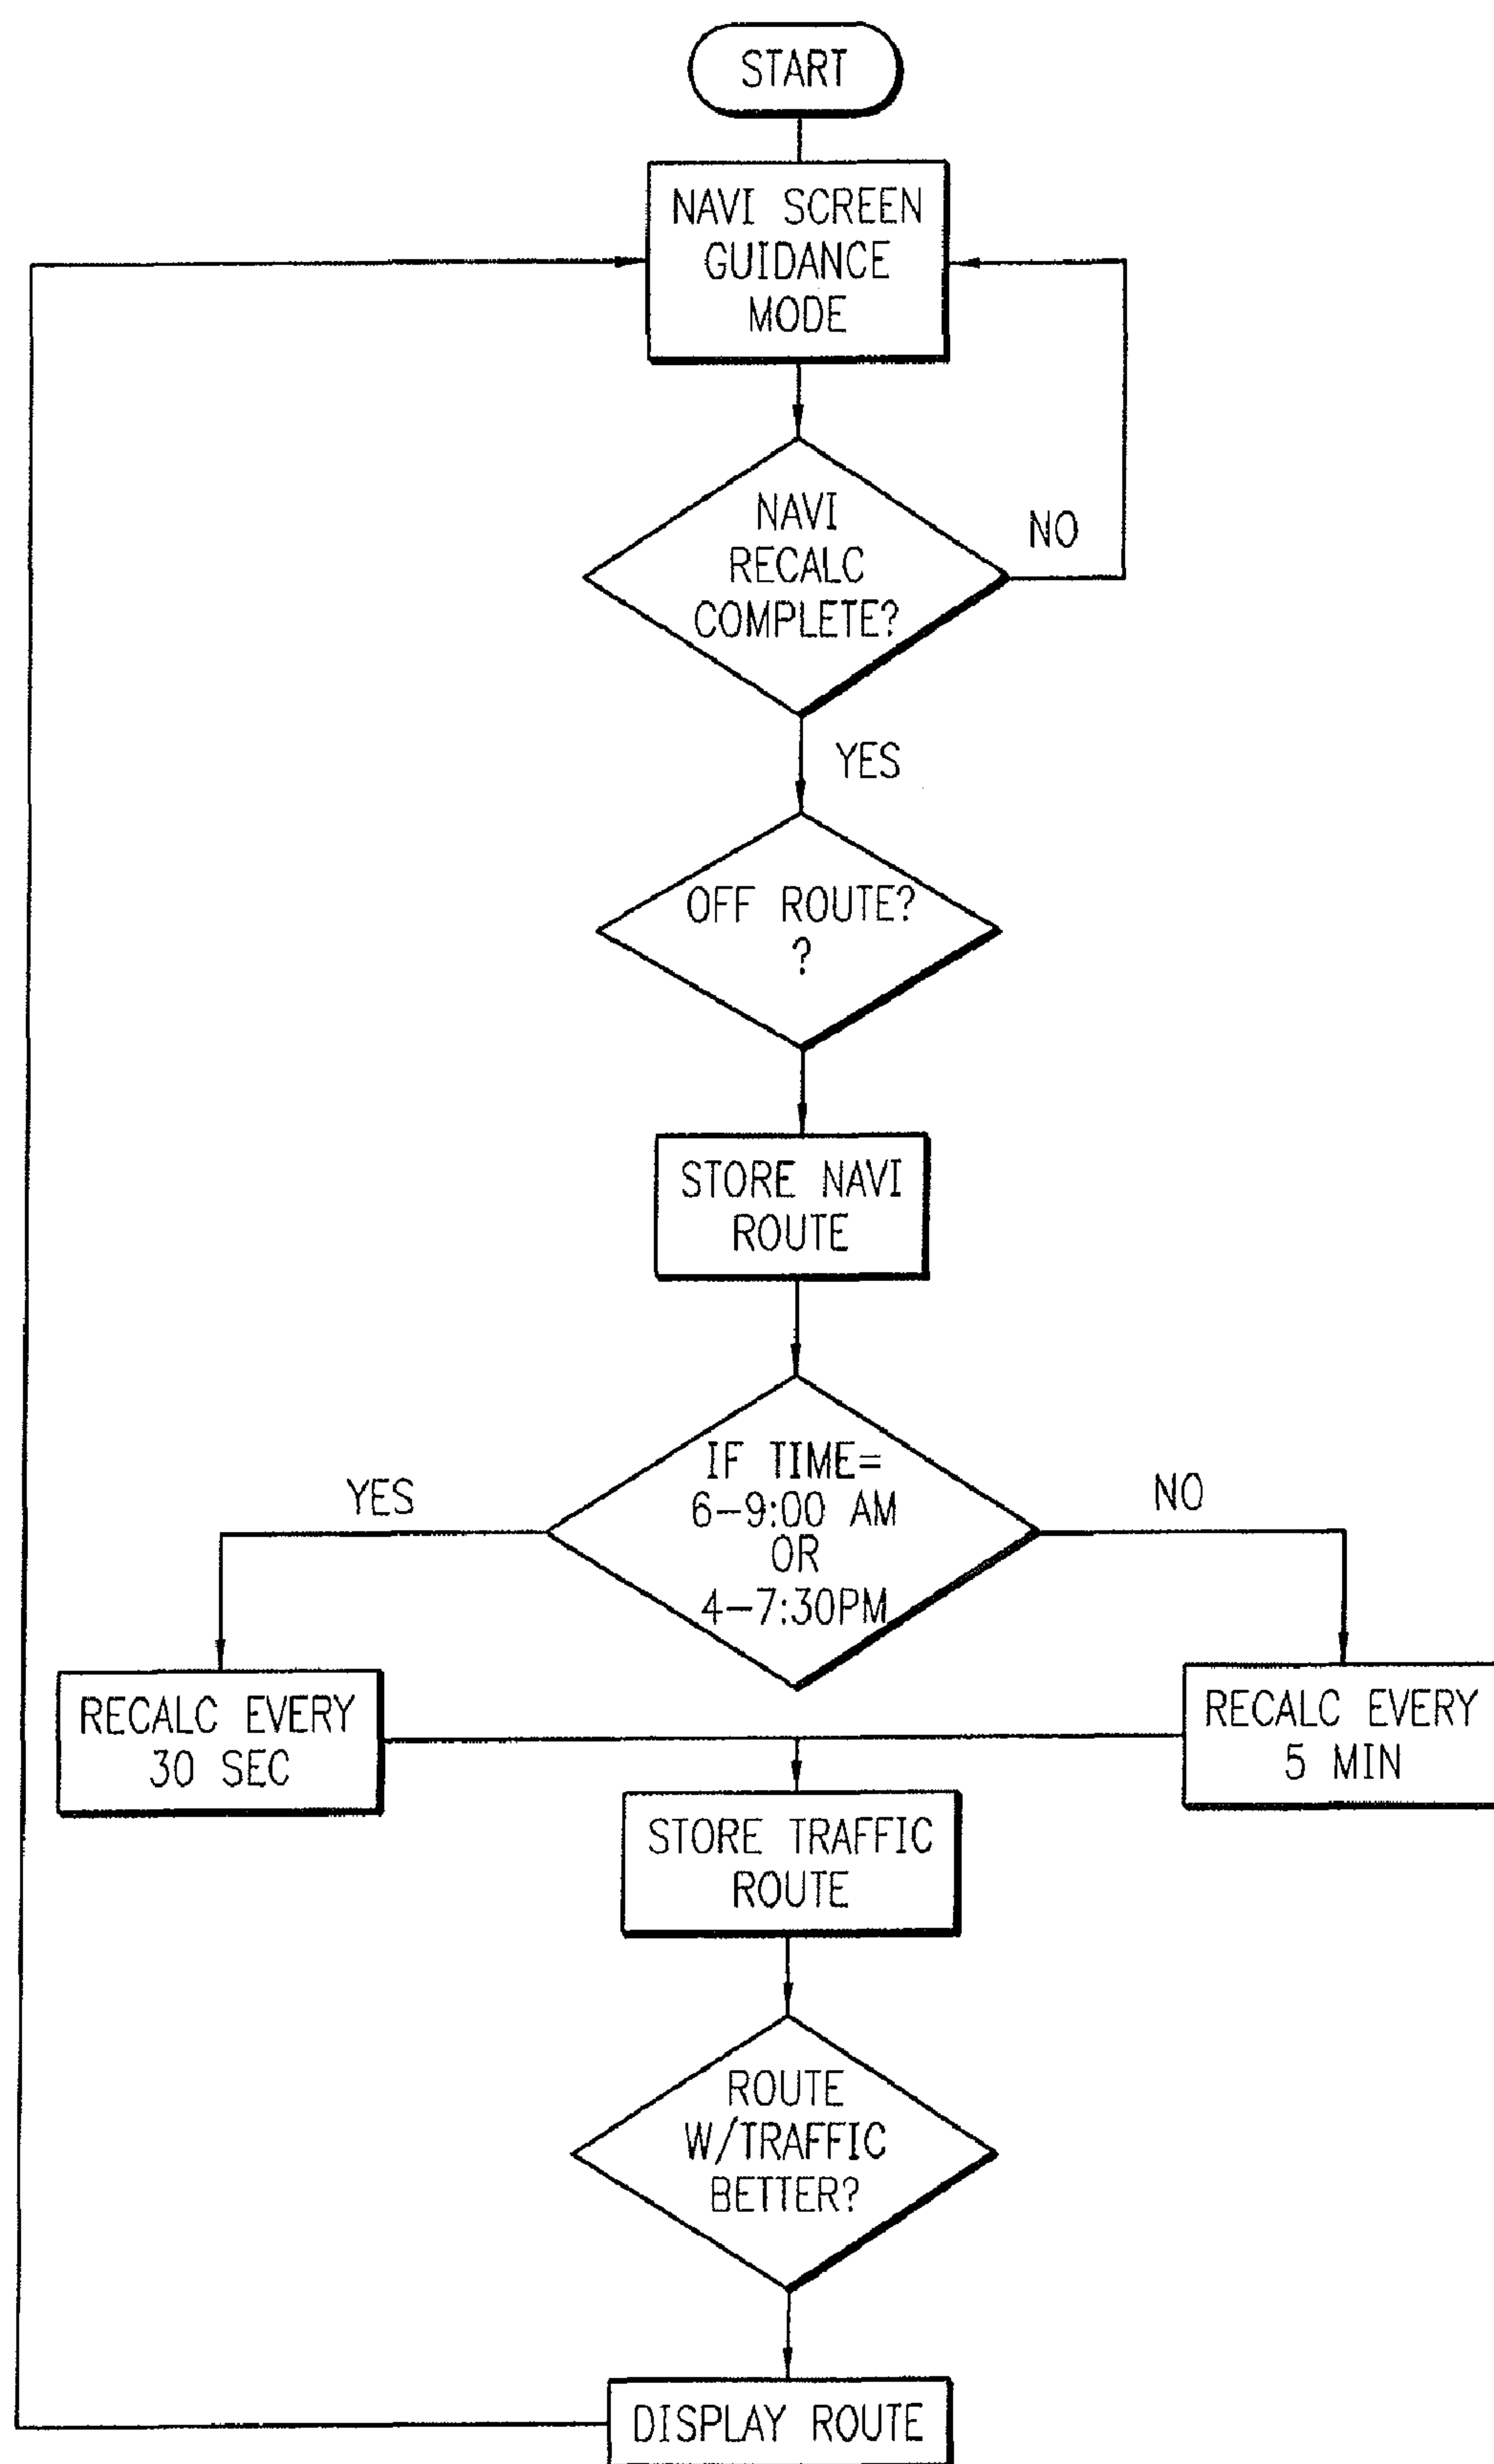 START
NAVI SCREEN
GUIDANCE
MODE
NAVI
RECALC
COMPLETE?
NO
YES
OFF ROUTE?
?
STORE NAVI
ROUTE
IF TIME=
6-9:00 AM
OR
4-7:30PM
YES
NO
RECALC EVERY
30 SEC
RECALC EVERY
5 MIN
STORE TRAFFIC
ROUTE
ROUTE
W/TRAFFIC
BETTER?
DISPLAY ROUTE